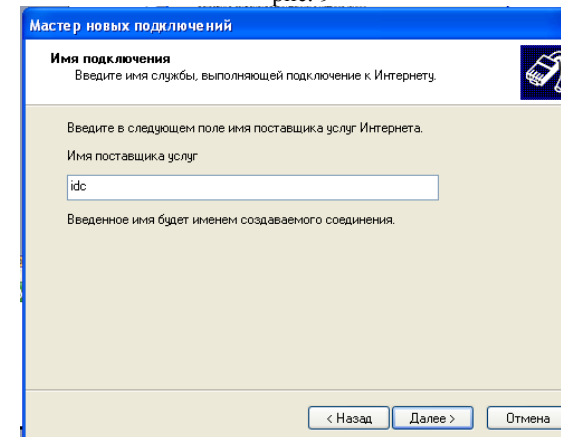 Мастер новых подключений
Имя подключения
Введите имя службы, выполняющей подключение к Интернету.
Введите в следующем поле имя поставщика услуг Интернета.
Имя поставщика услуг
idc
Введенное имя будет именем создаваемого соединения.
< Назад Далее > Отмена